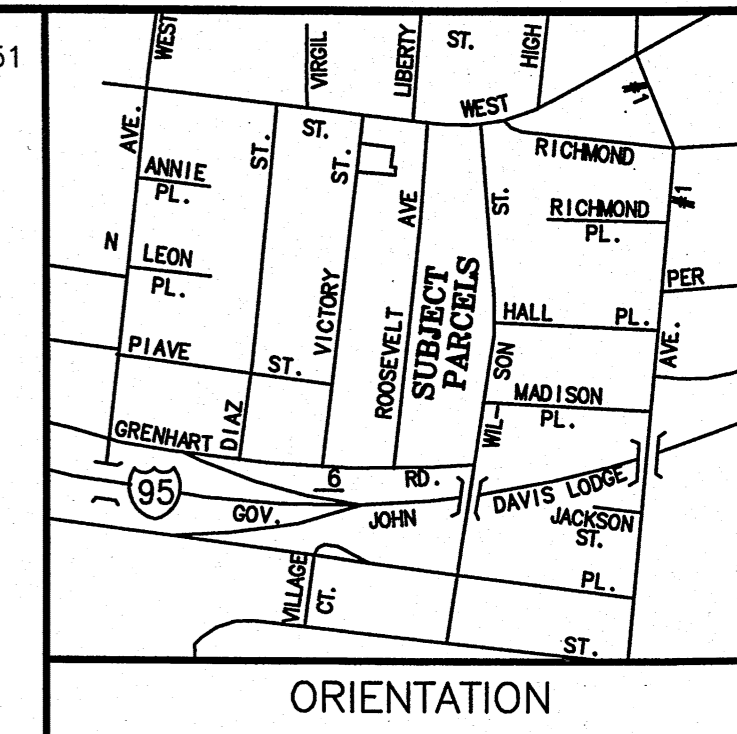 51
WEST
VIRGIL
LIBERTY
ST.
HIGH
WEST
#1
AVE.
ST.
ST.
ST.
RICHMOND
ANNIE
PL.
AVE
ST.
RICHMOND
PL.
#1
N
LEON
PL.
VICTORY
ROOSEVELT
SUBJECT
PARCELS
PER
HALL PL.
PIAVE ST.
SON
AVE.
MADISON
PL.
WIL-
DIAZ
GRENHART
6
RD.
95
GOV.
JOHN
DAVIS LODGE
JACKSON
ST.
VILLAGE
CT.
PL.
ST.
ORIENTATION